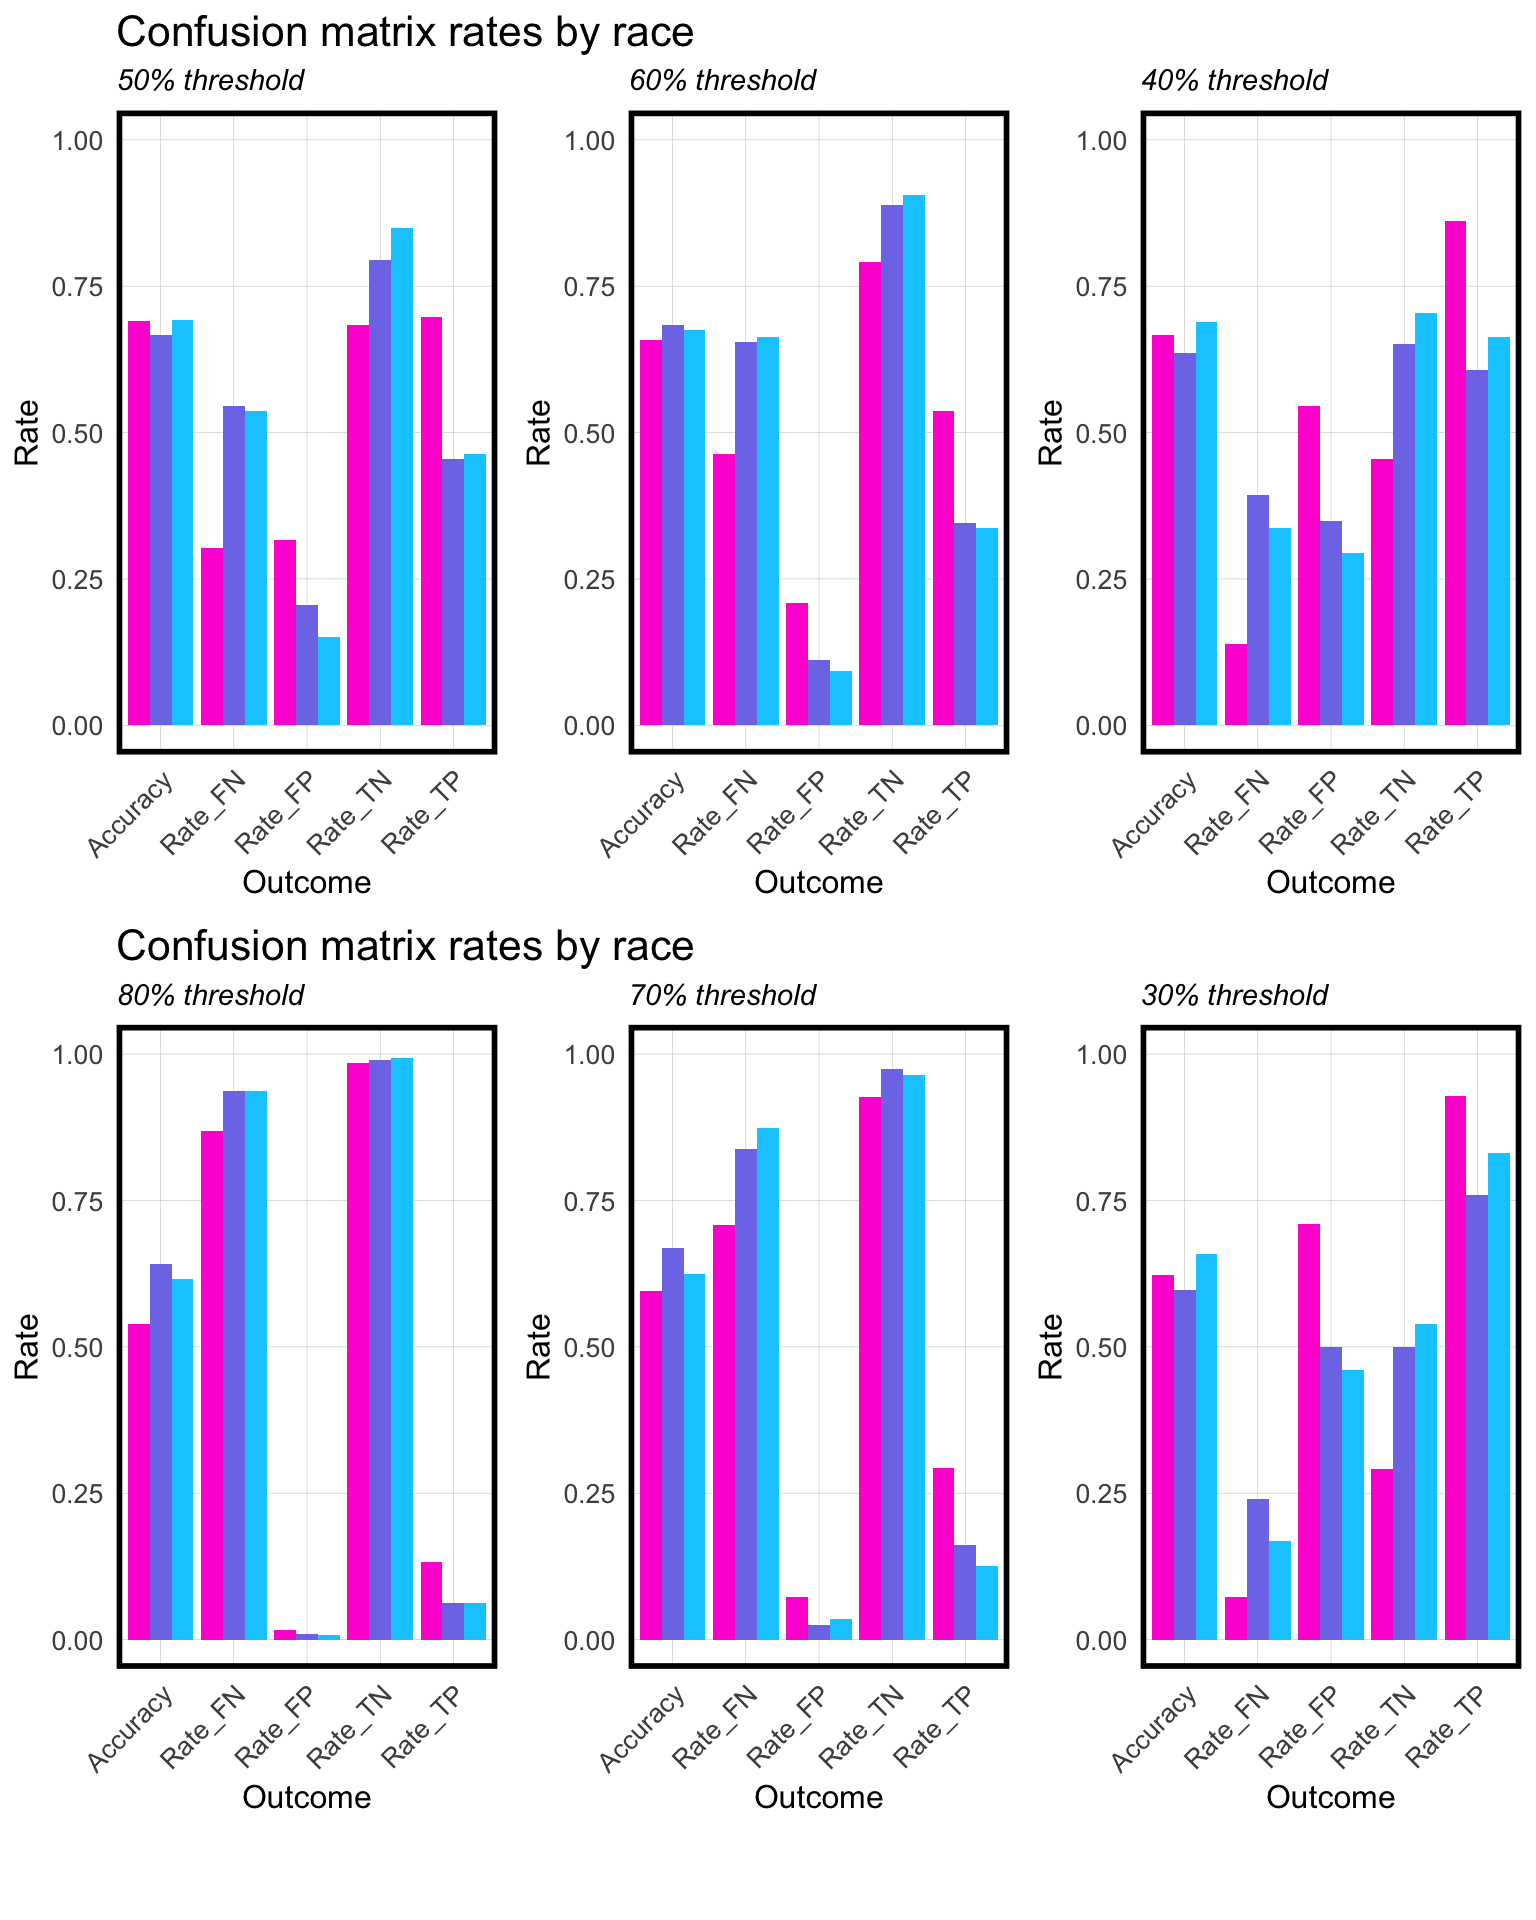 Confusion matrix rates by race
50% threshold
60% threshold
40% threshold
1.00
0.75
0.50
0.25
0.00
Rate
Accuracy
Rate_FN
Rate_FP
Rate_TN
Rate_TP
Outcome
1.00
0.75
0.50
0.25
0.00
Rate
Accuracy
Rate_FN
Rate_FP
Rate_TN
Rate_TP
Outcome
1.00
0.75
0.50
0.25
0.00
Rate
Accuracy
Rate_FN
Rate_FP
Rate_TN
Rate_TP
Outcome
Confusion matrix rates by race
80% threshold
70% threshold
30% threshold
1.00
0.75
0.50
0.25
0.00
Rate
Accuracy
Rate_FN
Rate_FP
Rate_TN
Rate_TP
Outcome
1.00
0.75
0.50
0.25
0.00
Rate
Accuracy
Rate_FN
Rate_FP
Rate_TN
Rate_TP
Outcome
1.00
0.75
0.50
0.25
0.00
Rate
Accuracy
Rate_FN
Rate_FP
Rate_TN
Rate_TP
Outcome